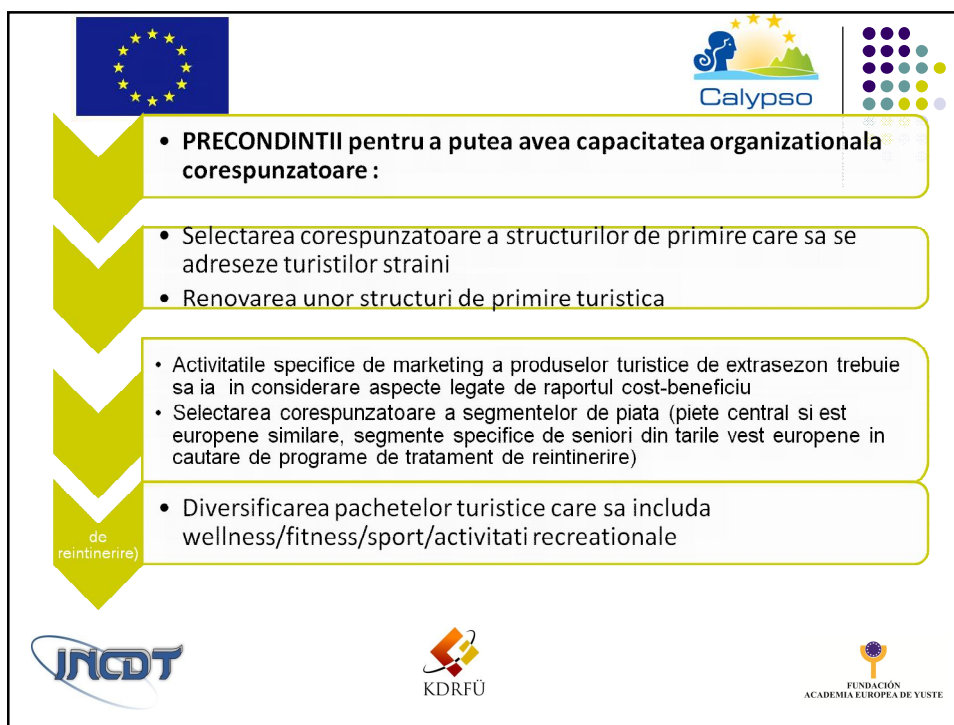 Calypso
• PRECONDINTII pentru a putea avea capacitatea organizationala
corespunzatoare :
• Selectarea corespunzatoare a structurilor de primire care sa se
adreseze turistilor straini
• Renovarea unor structuri de primire turistica
• Activitatile specifice de marketing a produselor turistice de extrasezon trebuie
sa ia in considerare aspecte legate de raportul cost-beneficiu
• Selectarea corespunzatoare a segmentelor de piata (piete central si est
europene similare, segmente specifice de seniori din tarile vest europene in
cautare de programe de tratament de reintinerire)
de
reintinerire)
• Diversificarea pachetelor turistice care sa includa
wellness/fitness/sport/activitati recreationale
INCDT
KDRFÜ
FUNDACIÓN
ACADEMIA EUROPEA DE YUSTE